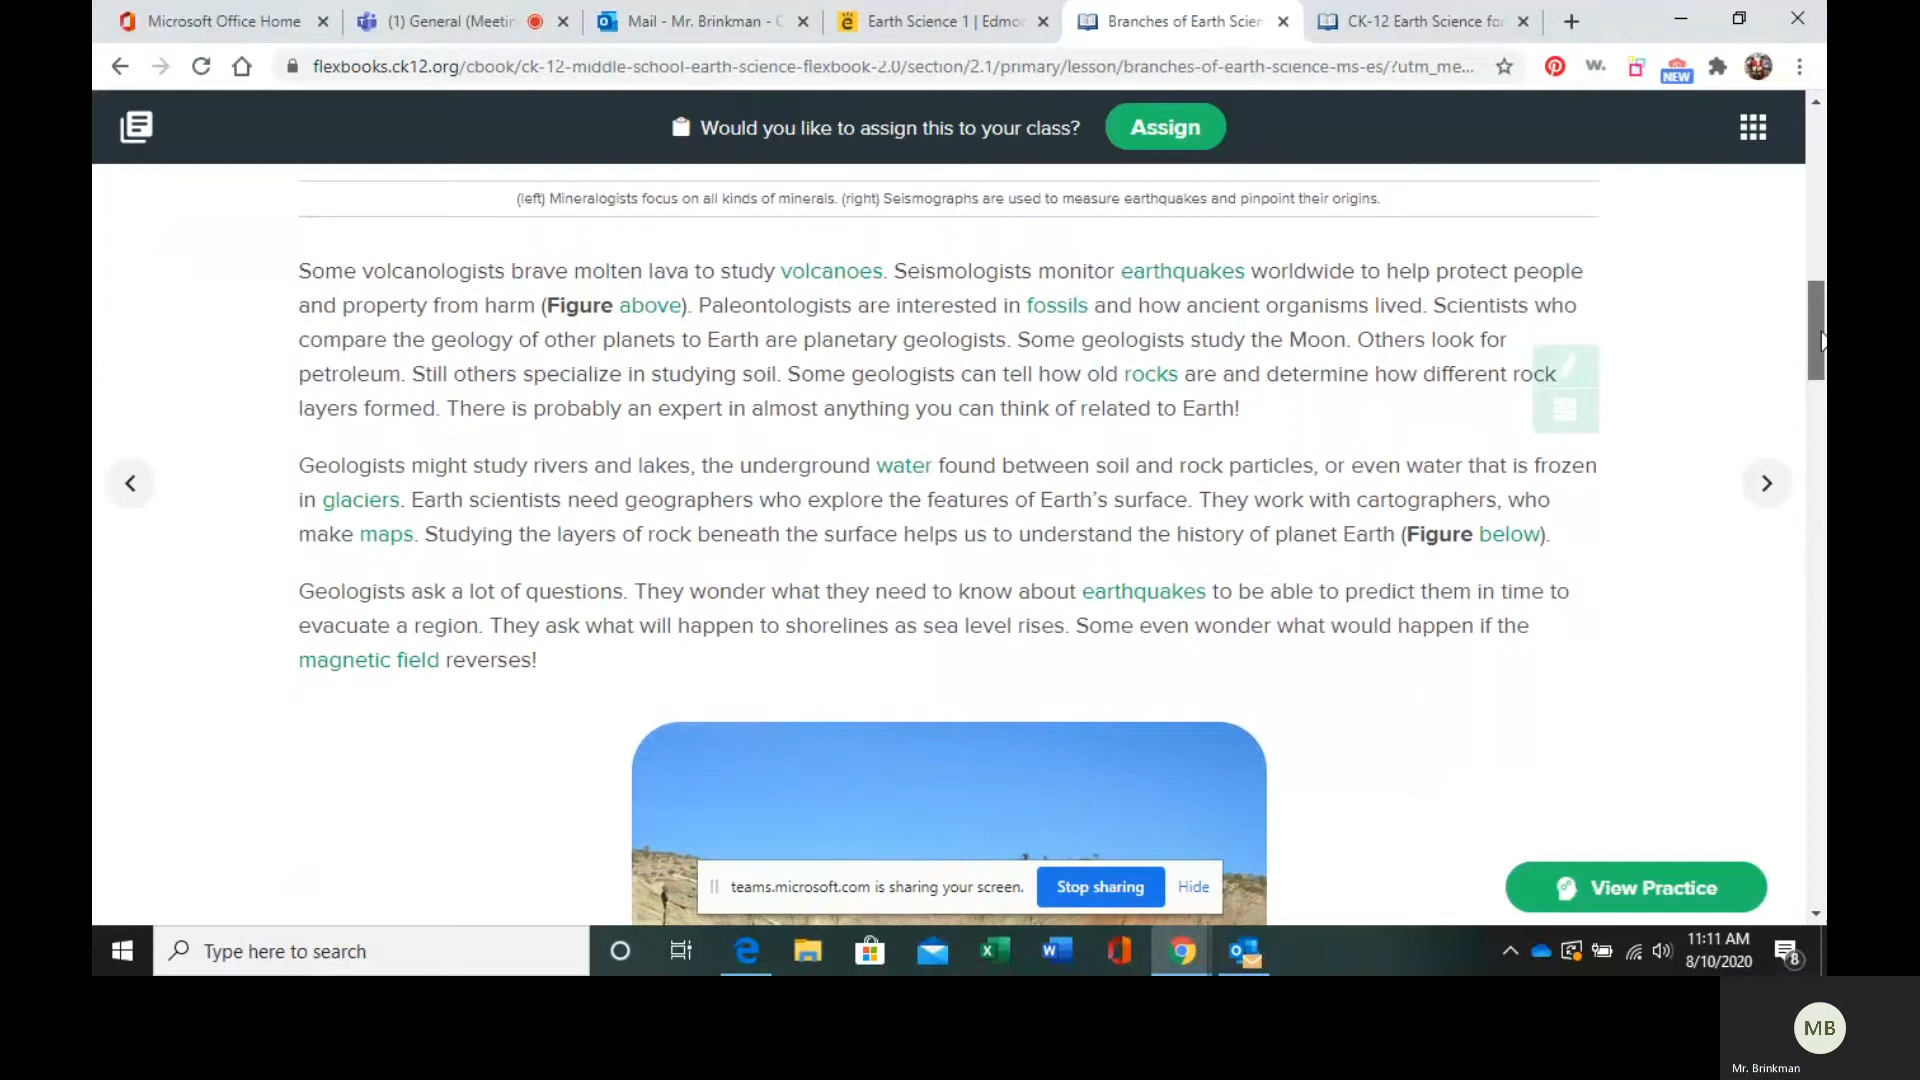 Microsoft Office Home
(1) General (Meetin
Mail - Mr. Brinkman - C
Earth Science 1 | Edmo
Branches of Earth Scien
CK-12 Earth Science for
flexbooks.ck12.org/cbook/ck-12-middle-school-earth-science-flexbook-2.0/section/2.1/primary/lesson/branches-of-earth-science-ms-es/?utm_me...
w.
NEW
Would you like to assign this to your class?
Assign
(left) Mineralogists focus on all kinds of minerals. (right) Seismographs are used to measure earthquakes and pinpoint their origins.
Some volcanologists brave molten lava to study volcanoes. Seismologists monitor earthquakes worldwide to help protect people
and property from harm (Figure above). Paleontologists are interested in fossils and how ancient organisms lived. Scientists who
compare the geology of other planets to Earth are planetary geologists. Some geologists study the Moon. Others look for
petroleum. Still others specialize in studying soil. Some geologists can tell how old rocks are and determine how different rock
layers formed. There is probably an expert in almost anything you can think of related to Earth!
Geologists might study rivers and lakes, the underground water found between soil and rock particles, or even water that is frozen
in glaciers. Earth scientists need geographers who explore the features of Earth's surface. They work with cartographers, who
make maps. Studying the layers of rock beneath the surface helps us to understand the history of planet Earth (Figure below).
Geologists ask a lot of questions. They wonder what they need to know about earthquakes to be able to predict them in time to
evacuate a region. They ask what will happen to shorelines as sea level rises. Some even wonder what would happen if the
magnetic field reverses!
teams.microsoft.com is sharing your screen.
Stop sharing
Hide
View Practice
Type here to search
11:11 AM
8/10/2020
8
MB
Mr. Brinkman